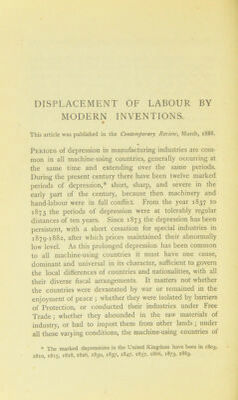 DISPLACEMENT OF LABOUR BY
MODERN INVENTIONS.
This article was published in the Contemporary Review, March, 1888.
PERIODS of depression in manufacturing industries are com-
mon in all machine-using countries, generally occurring at
the same time and extending over the same periods.
During the present century there have been twelve marked
periods of depression,* short, sharp, and severe in the
early part of the century, because then machinery and
hand-labour were in full conflict. From the year 1837 to
1873 the periods of depression were at tolerably regular
distances of ten years. Since 1873 the depression has been
persistent, with a short cessation for special industries in
1879-1882, after which prices maintained their abnormally
low level. As this prolonged depression has been common
to all machine-using countries it must have one cause,
dominant and universal in its character, sufficient to govern
the local differences of countries and nationalities, with all
their diverse fiscal arrangements. It matters not whether
the countries were devastated by war or remained in the
enjoyment of peace ; whether they were isolated by barriers
of Protection, or conducted their industries under Free
Trade ; whether they abounded in the raw materials of
industry, or had to import them from other lands ; under
all these varying conditions, the machine-using countries of
* The marked depressions in the United Kingdom have been in 1803,
1810, 1815, 1818, 1826, 1830, 1837, 1847, 1857, 1866, 1873, 1883.